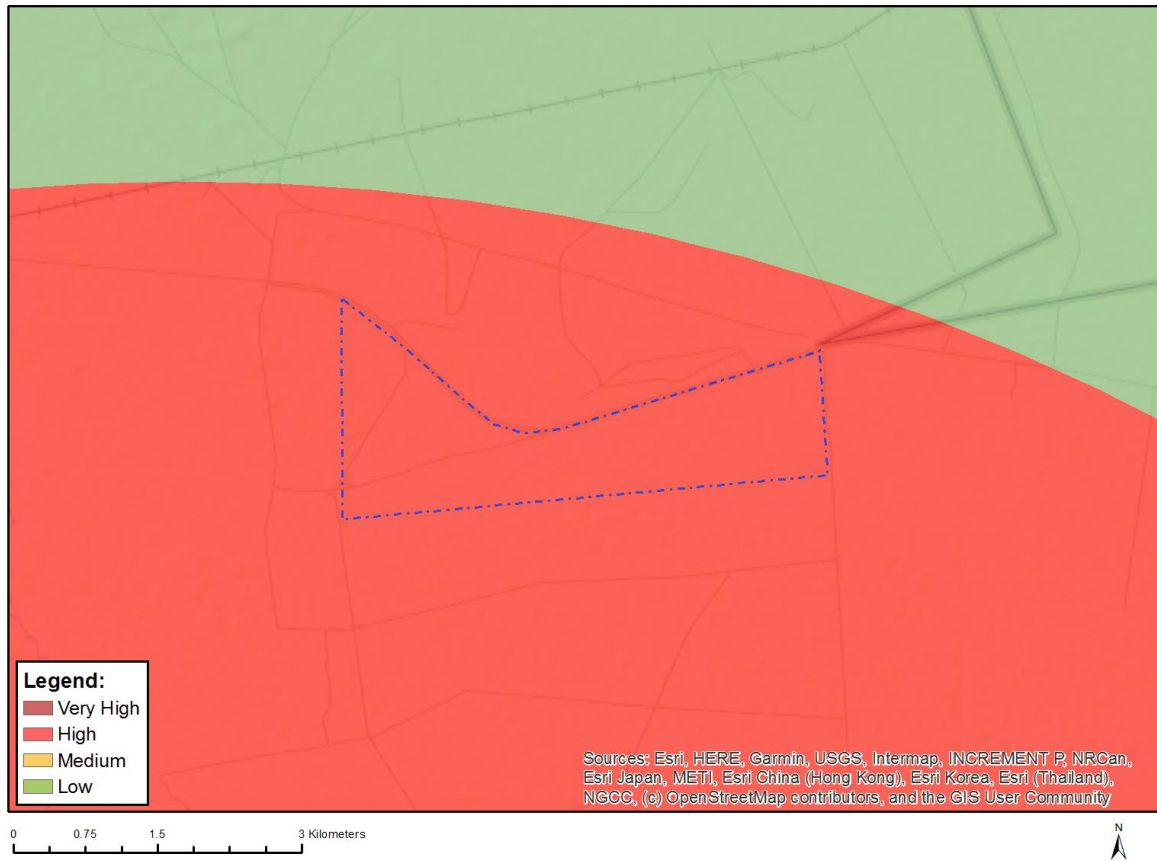 Legend:
Very High
High
Medium
Low
Sources: Esri, HERE, Garmin, USGS, Intermap, INCREMENT P, NRCan,
Esri Japan, METI, Esri China (Hong Kong), Esri Korea, Esri (Thailand),
NGCC, (c) OpenStreetMap contributors, and the GIS User Community
0 0.75 1.5 3 Kilometers
N